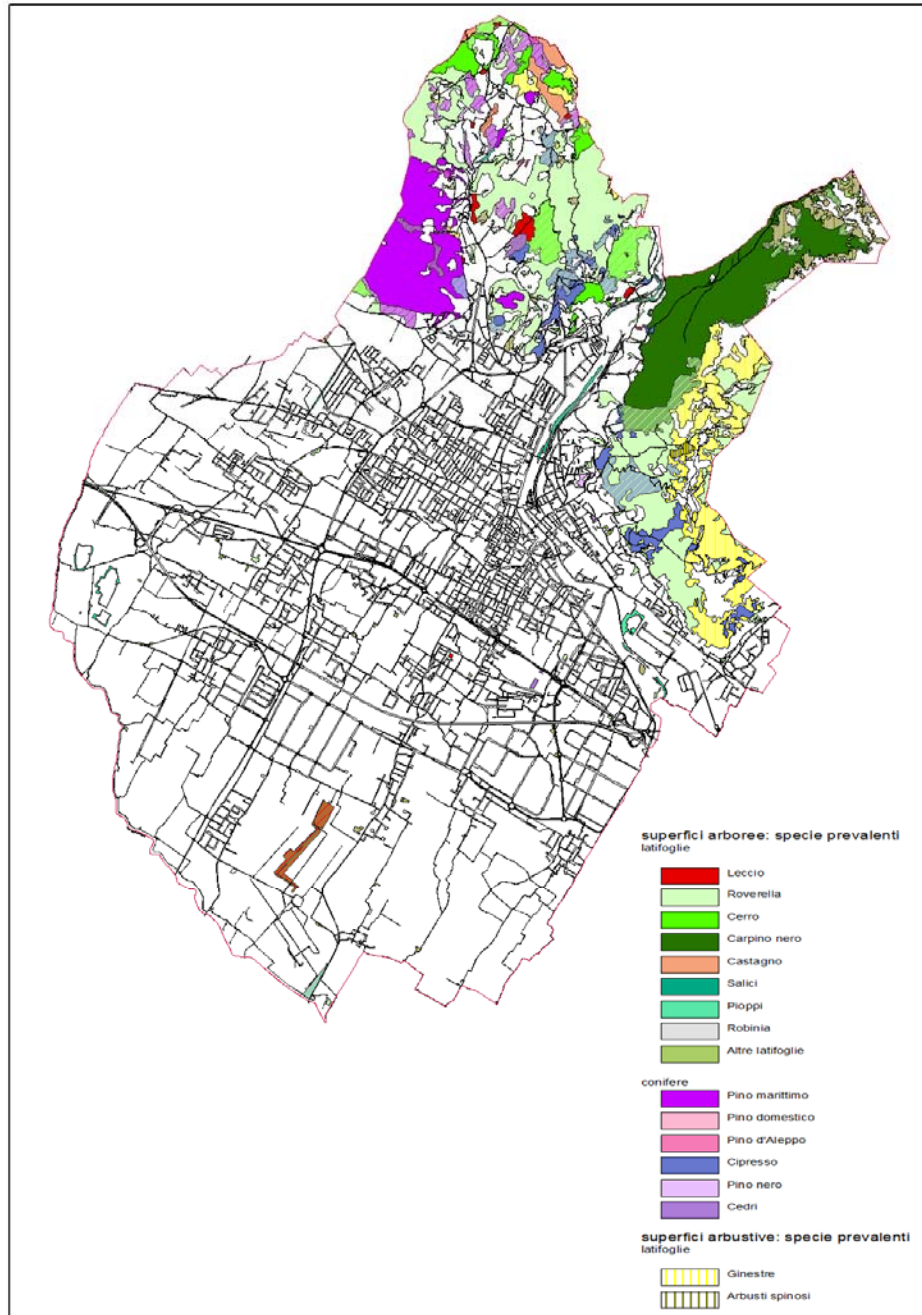 superfici arboree: specie prevalenti
latifoglie
Leccio
Roverella
Cerro
Carpino nero
Castagno
Salici
Pioppi
Robinia
Altre latifoglie
conifere
Pino marittimo
Pino domestico
Pino d'Aleppo
Cipresso
Pino nero
Cedri
superfici arbustive: specie prevalenti
latifoglie
Ginestre
Arbusti spinosi